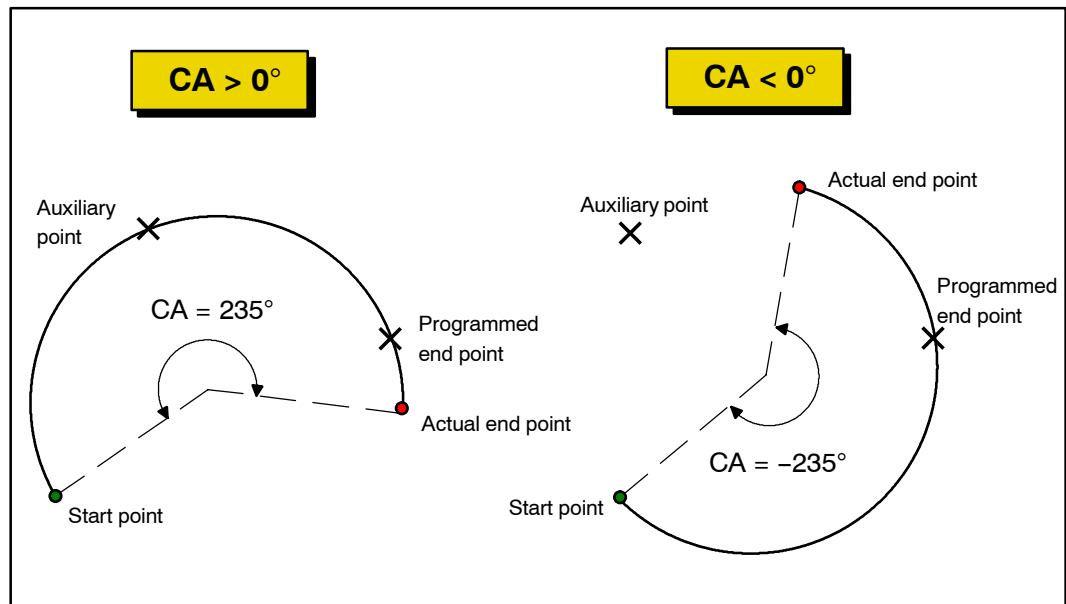 CA > 0°
Auxiliary
point
CA = 235°
Programmed
end point
Actual end point
Start point
CA < 0°
Actual end point
Auxiliary point
Programmed
end point
CA = −235°
Start point